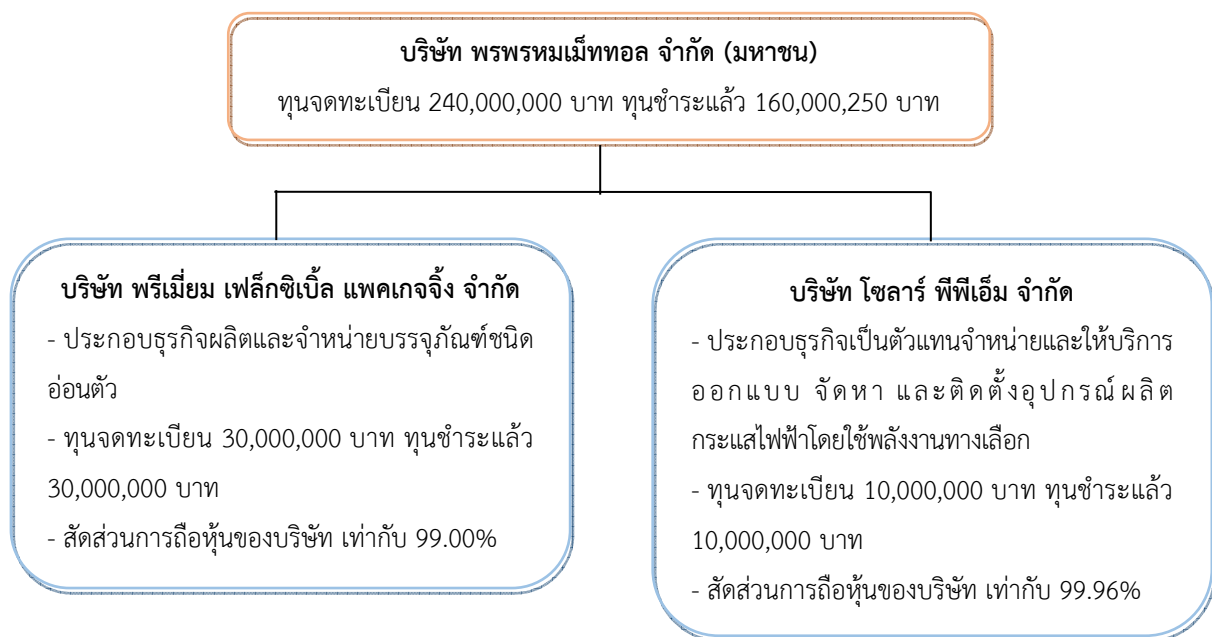 บริษัท พรพรหมเม็ททอล จำกัด (มหาชน)
ทุนจดทะเบียน 240,000,000 บาท ทุนชำระแล้ว 160,000,250 บาท
บริษัท พรีเมี่ยม เฟล็กซิเบิ้ล แพคเกจจิ้ง จำกัด
- ประกอบธุรกิจผลิตและจำหน่ายบรรจุภัณฑ์ชนิด
อ่อนตัว
- ทุนจดทะเบียน 30,000,000 บาท ทุนชำระแล้ว
30,000,000 บาท
- สัดส่วนการถือหุ้นของบริษัท เท่ากับ 99.00%
บริษัท โซลาร์ พีพีเอ็ม จำกัด
- ประกอบธุรกิจเป็นตัวแทนจำหน่ายและให้บริการ
ออกแบบ จัดหา และติดตั้งอุปกรณ์ผลิต
กระแสไฟฟ้าโดยใช้พลังงานทางเลือก
- ทุนจดทะเบียน 10,000,000 บาท ทุนชำระแล้ว
10,000,000 บาท
- สัดส่วนการถือหุ้นของบริษัท เท่ากับ 99.96%